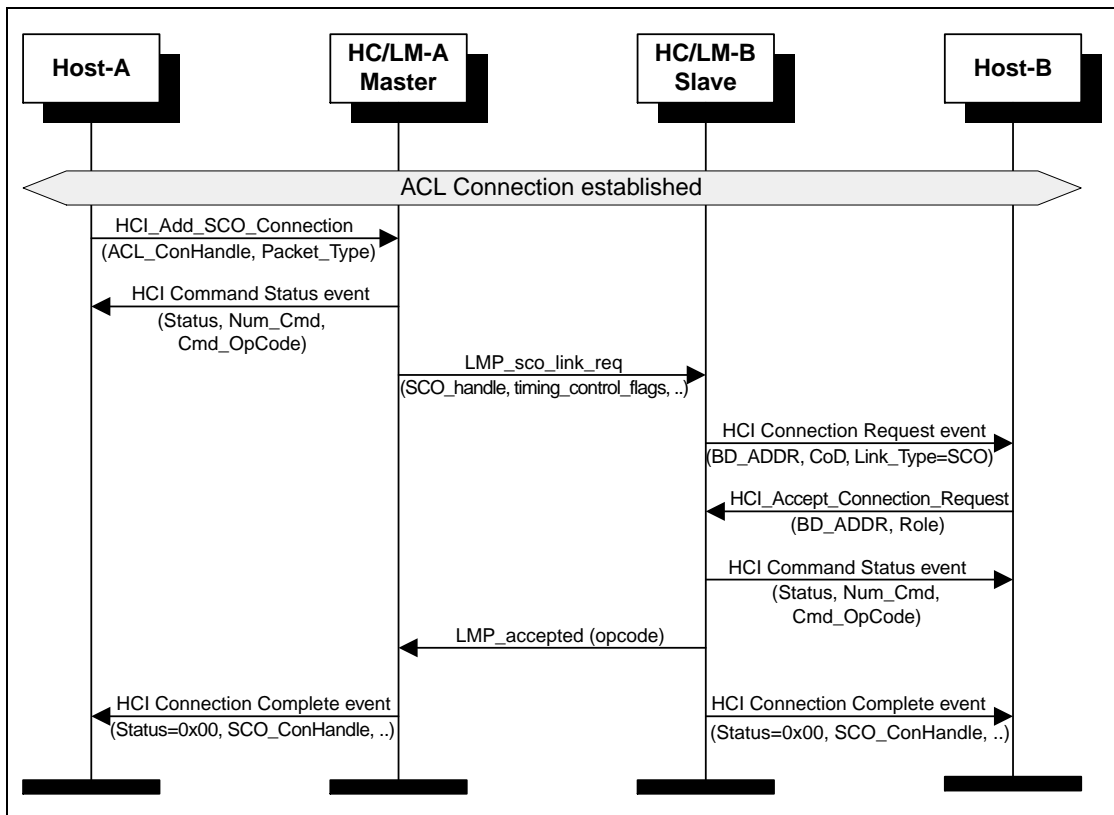 Host-A
HC/LM-A
Master
HC/LM-B
Slave
Host-B
ACL Connection established
HCI_Add_SCO_Connection
(ACL_ConHandle, Packet_Type)
HCI Command Status event
(Status, Num_Cmd,
Cmd_OpCode)
LMP_sco_link_req
(SCO_handle, timing_control_flags, ..)
HCI Connection Request event
(BD_ADDR, CoD, Link_Type=SCO)
HCI_Accept_Connection_Request
(BD_ADDR, Role)
HCI Command Status event
(Status, Num_Cmd,
Cmd_OpCode)
LMP_accepted (opcode)
HCI Connection Complete event
(Status=0x00, SCO_ConHandle, ..)
HCI Connection Complete event
(Status=0x00, SCO_ConHandle, ..)